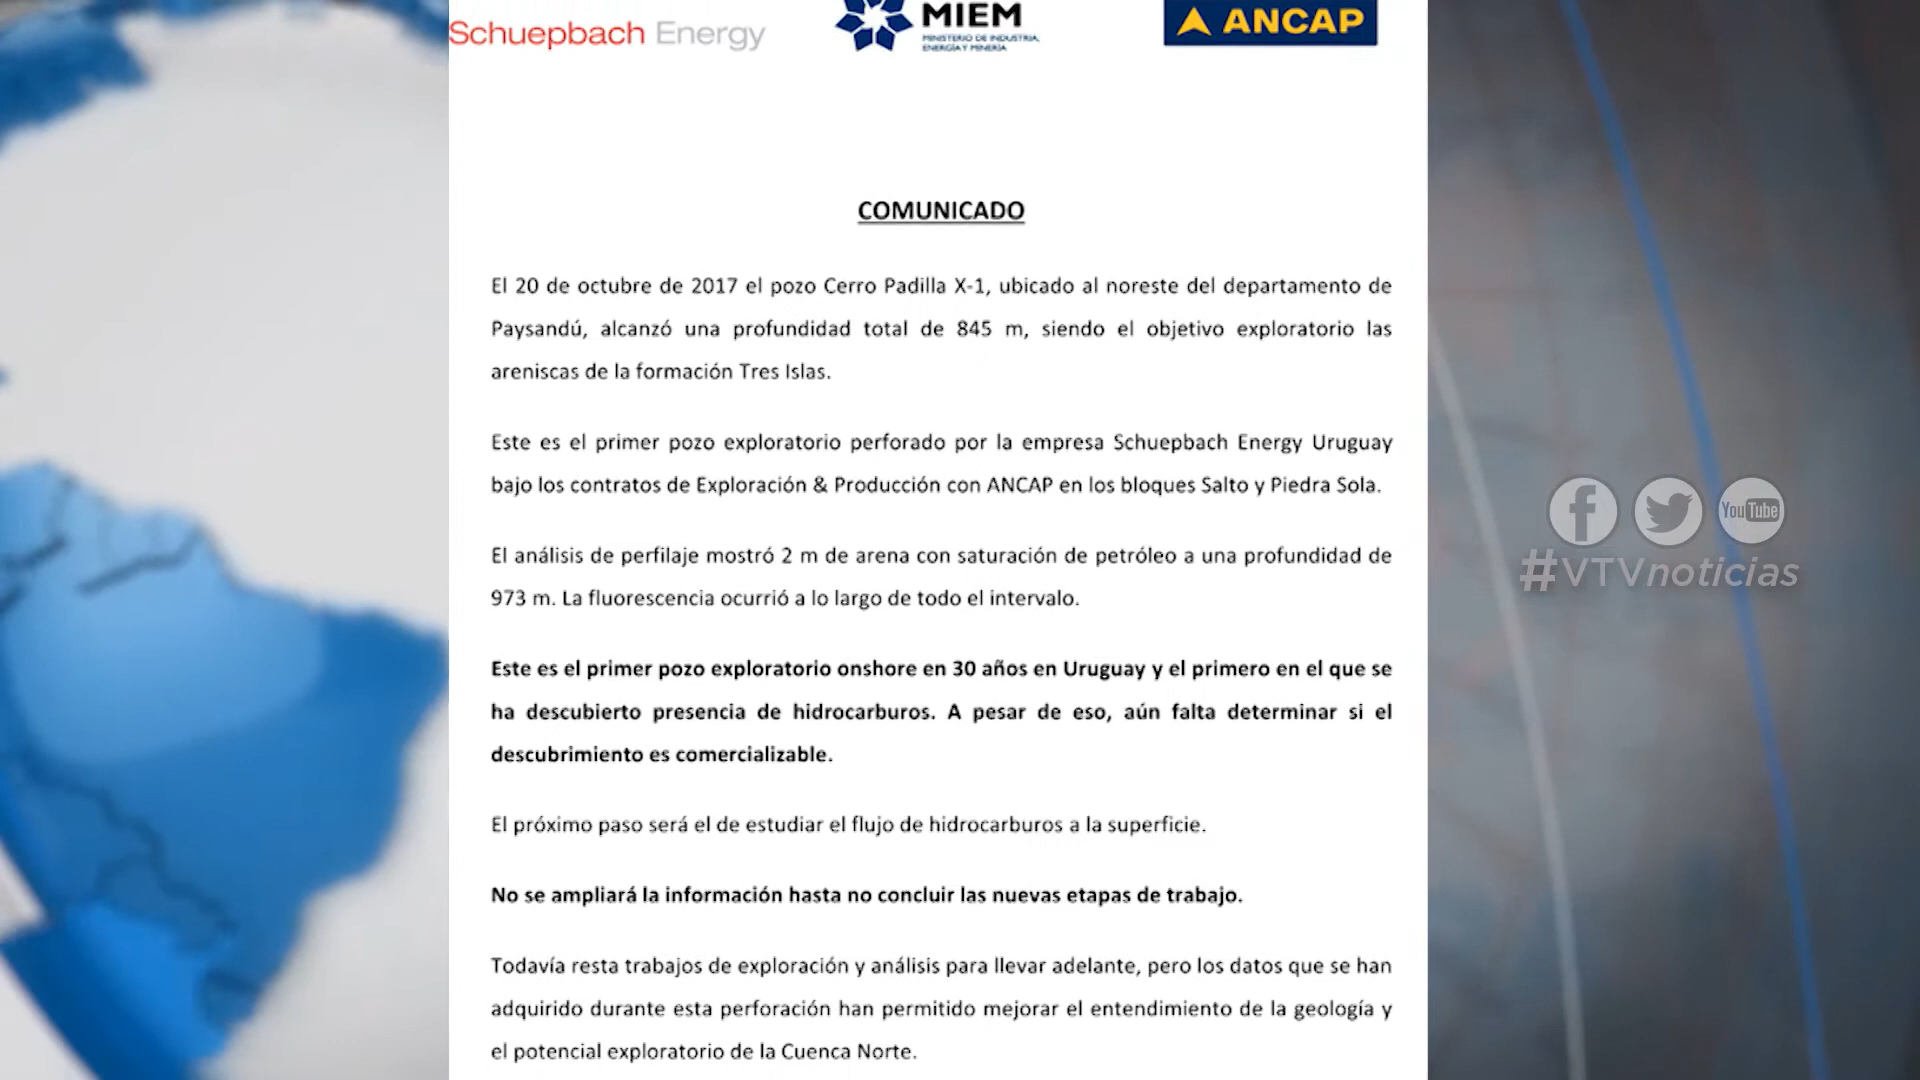 Schuepbach Energy
MIEM
MINISTERIO DE INDUSTRIA,
ENERGÍA Y MINERÍA
ANCAP
COMUNICADO
El 20 de octubre de 2017 el pozo Cerro Padilla X-1, ubicado al noreste del departamento de
Paysandú, alcanzó una profundidad total de 845 m, siendo el objetivo exploratorio las
areniscas de la formación Tres Islas.
Este es el primer pozo exploratorio perforado por la empresa Schuepbach Energy Uruguay
bajo los contratos de Exploración & Producción con ANCAP en los bloques Salto y Piedra Sola.
El análisis de perfilaje mostró 2 m de arena con saturación de petróleo a una profundidad de
973 m. La fluorescencia ocurrió a lo largo de todo el intervalo.
Este es el primer pozo exploratorio onshore en 30 años en Uruguay y el primero en el que se
ha descubierto presencia de hidrocarburos. A pesar de eso, aún falta determinar si el
descubrimiento es comercializable.
El próximo paso será el de estudiar el flujo de hidrocarburos a la superficie.
No se ampliará la información hasta no concluir las nuevas etapas de trabajo.
Todavía resta trabajos de exploración y análisis para llevar adelante, pero los datos que se han
adquirido durante esta perforación han permitido mejorar el entendimiento de la geología y
el potencial exploratorio de la Cuenca Norte.
f
YouTube
#VTVnoticias